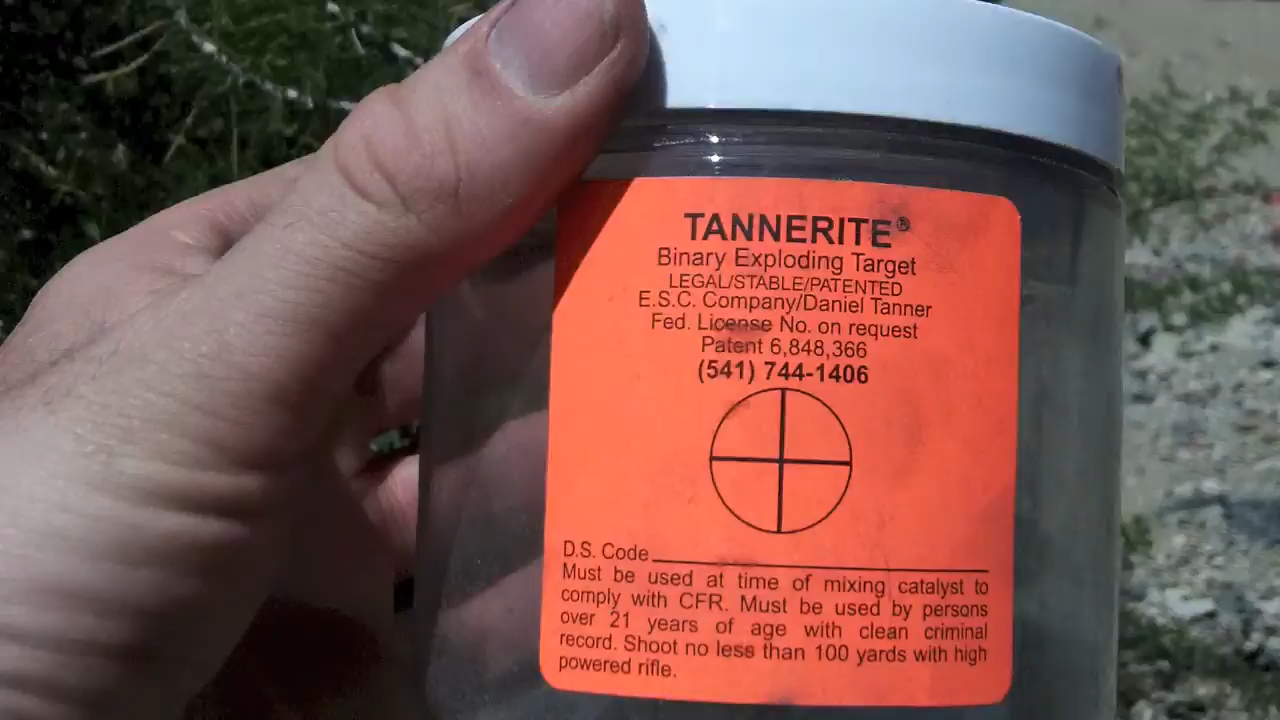 TANNERITE®
Binary Exploding Target
LEGAL/STABLE/PATENTED
E.S.C. Company/Daniel Tanner
Fed. License No. on request
Patent 6,848,366
(541) 744-1406
D.S. Code
Must be used at time of mixing catalyst to
comply with CFR. Must be used by persons
over 21 years of age with clean criminal
record. Shoot no less than 100 yards with high
powered rifle.